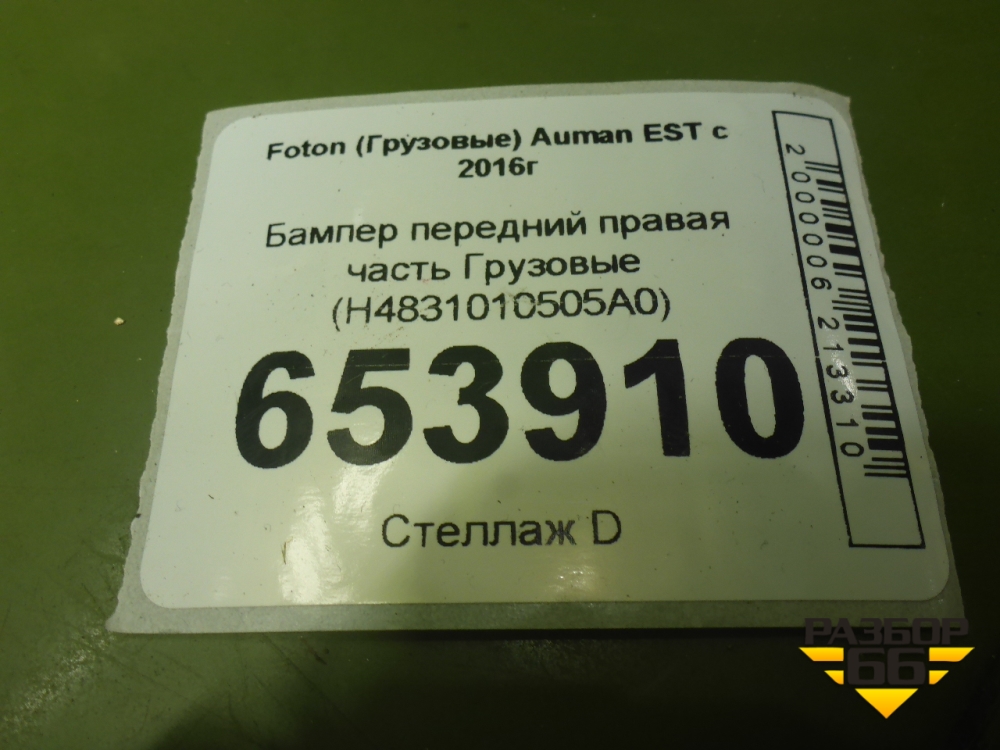 Foton (Грузовые) Auman EST с
2016г
Бампер передний правая
часть Грузовые
(H4831010505A0)
653910
Стеллаж D
2000006213310
РАЗБОР
66